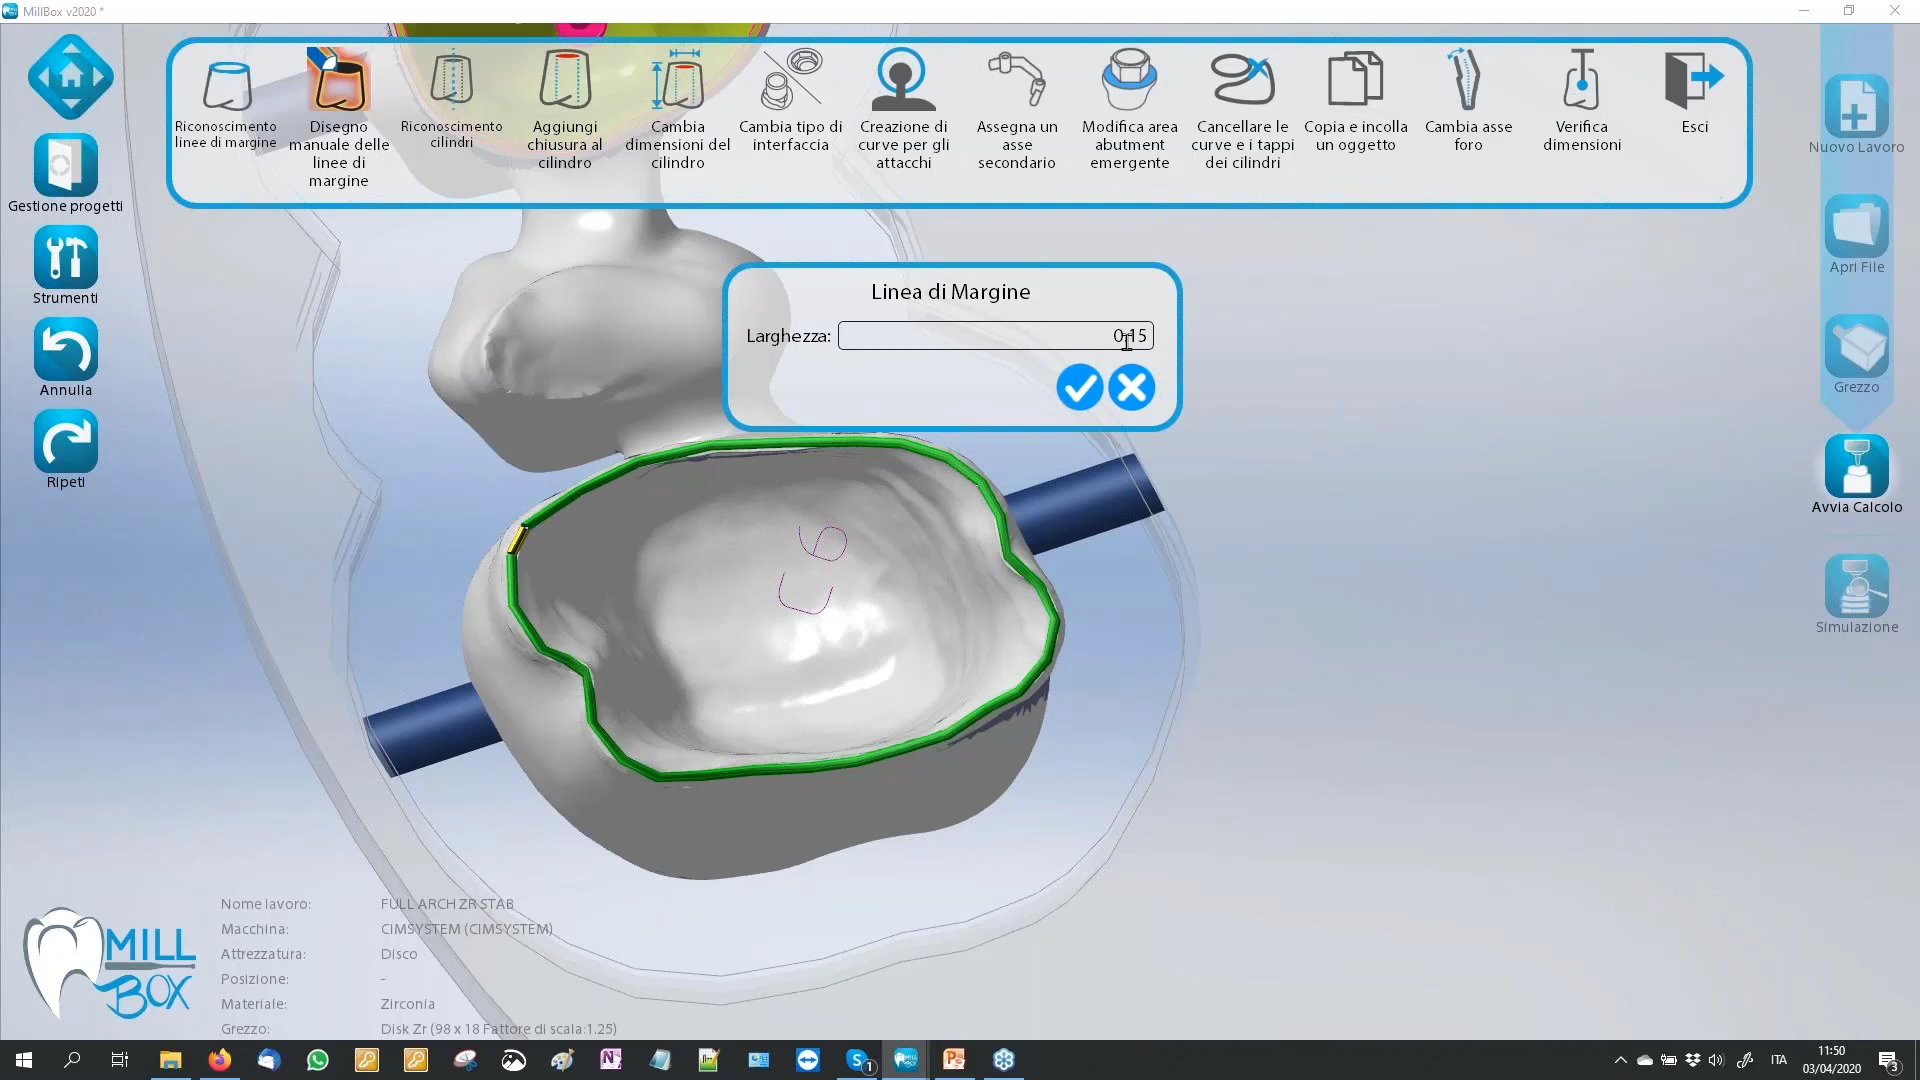 MillBox v2020 *
Riconoscimento
linee di margine
Disegno
manuale delle
linee di
margine
Riconoscimento
cilindri
Aggiungi
chiusura al
cilindro
Cambia
dimensioni del
cilindro
Cambia tipo di
interfaccia
Creazione di
curve per gli
attacchi
Assegna un
asse
secondario
Modifica area
abutment
emergente
Cancellare le
curve e i tappi
dei cilindri
Copia e incolla
un oggetto
Cambia asse
foro
Verifica
dimensioni
Esci
Gestione progetti
Strumenti
Annulla
Ripeti
Linea di Margine
Larghezza: 0.15
C6
Nuovo Lavoro
Apri File
Grezzo
Avvia Calcolo
Simulazione
MILL
BOX
Nome lavoro: FULL ARCH ZR STAB
Macchina: CIMSYSTEM (CIMSYSTEM)
Attrezzatura: Disco
Posizione: -
Materiale: Zirconia
Grezzo: Disk Zr (98 x 18 Fattore di scala:1.25)
ITA
11:50
03/04/2020
1
3